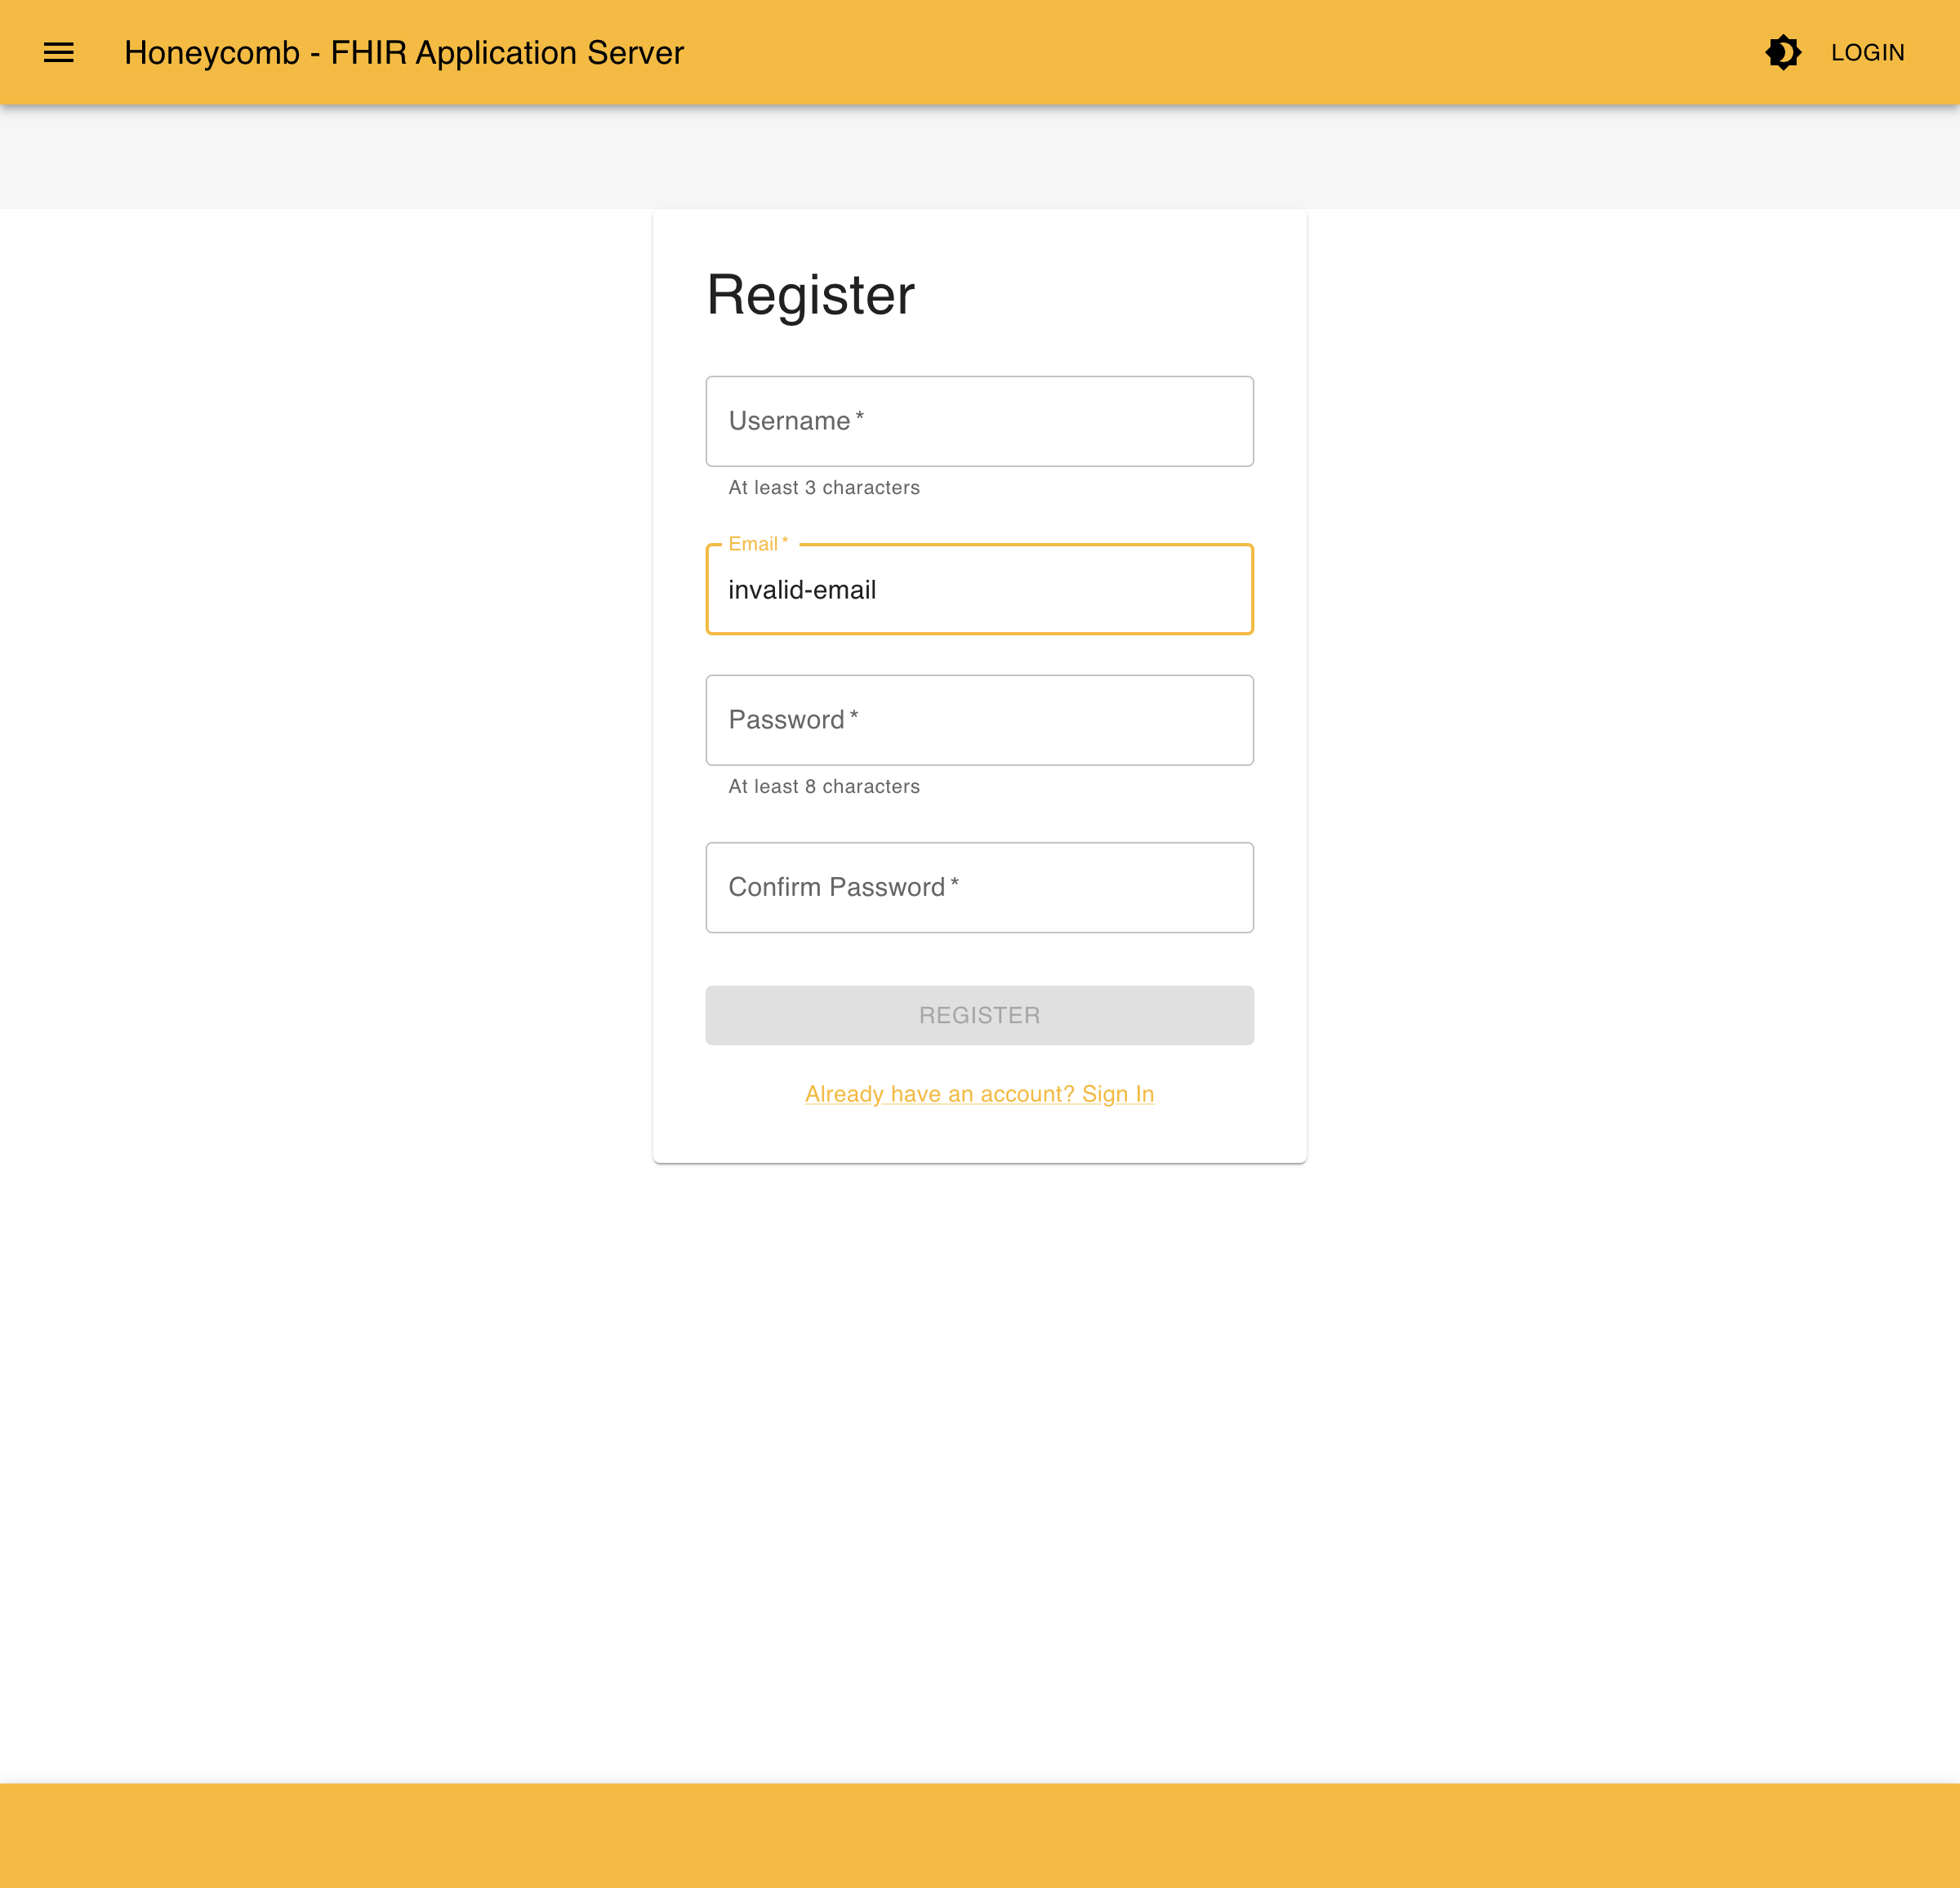 Honeycomb - FHIR Application Server
LOGIN
Register
Username *
At least 3 characters
Email *
invalid-email
Password *
At least 8 characters
Confirm Password *
REGISTER
Already have an account? Sign In